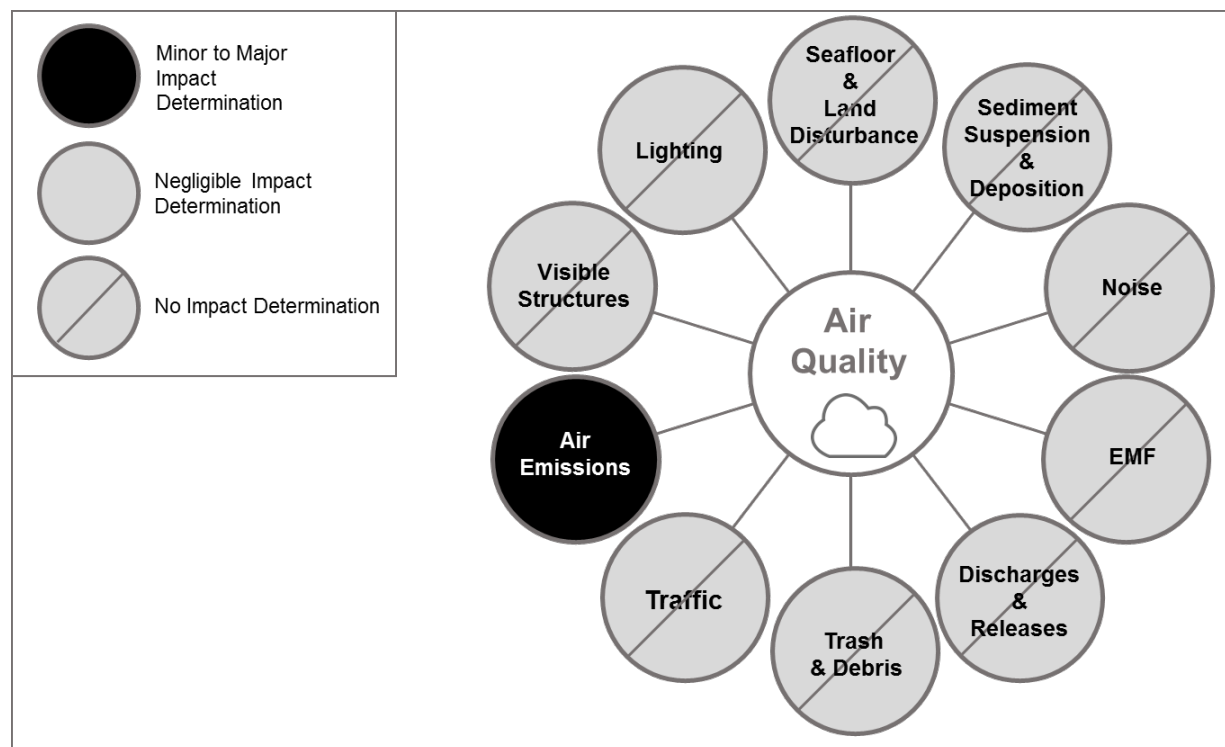 Minor to Major
Impact
Determination
Negligible Impact
Determination
No Impact Determination
Seafloor
&
Land
Disturbance
Sediment
Suspension
&
Deposition
Lighting
Noise
Visible
Structures
Air
Quality
Air
Emissions
EMF
Discharges
&
Releases
Traffic
Trash
& Debris